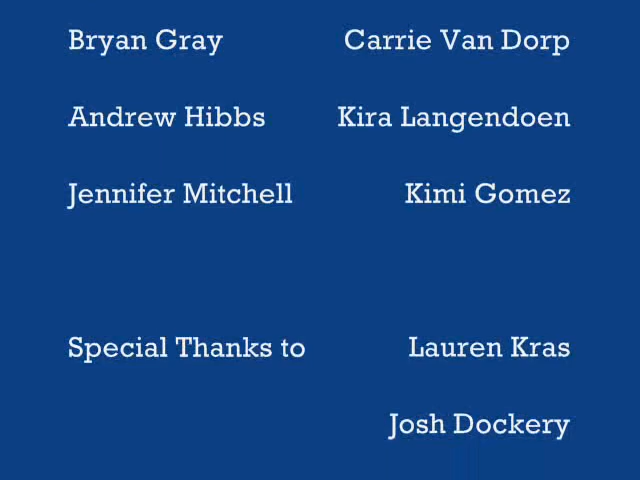 Bryan Gray Carrie Van Dorp
Andrew Hibbs Kira Langendoen
Jennifer Mitchell Kimi Gomez
Special Thanks to Lauren Kras
Josh Dockery